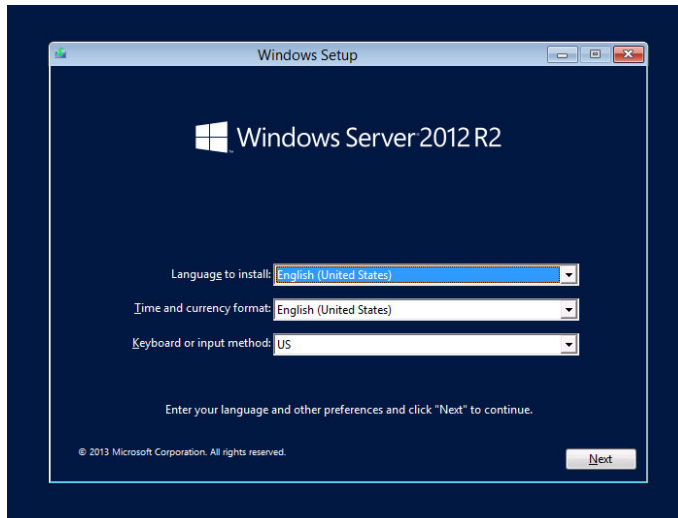 Windows Setup
Windows Server 2012 R2
Language to install: English (United States)
Time and currency format: English (United States)
Keyboard or input method: US
Enter your language and other preferences and click "Next" to continue.
© 2013 Microsoft Corporation. All rights reserved.
Next